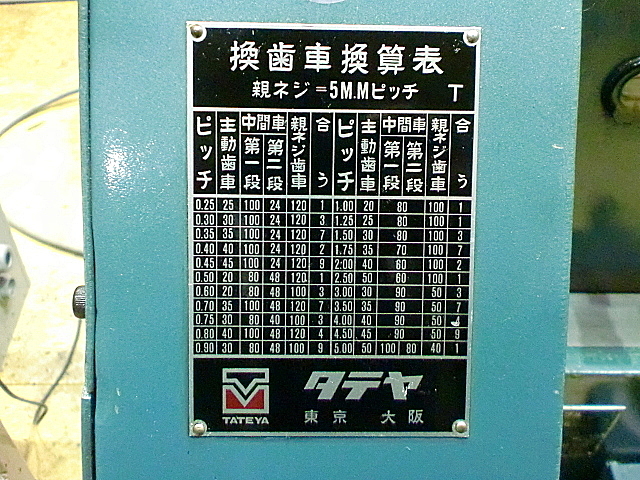 換歯車換算表
親ネジ=5M.Mピッチ T
ピッチ 主動歯車 中間車 第一段 第二段 親ネジ歯車 合う ピッチ 主動歯車 中間車 第一段 第二段 親ネジ歯車 合う
0.25 25 100 24 120 1 1.00 20 80 100 1
0.30 30 100 24 120 3 1.25 25 80 100 1
0.35 35 100 24 120 7 1.50 30 80 100 3
0.40 40 100 24 120 2 1.75 35 70 100 7
0.45 45 100 24 120 9 2.00 40 60 100 2
0.50 20 80 48 120 1 2.50 50 60 100 1
0.60 20 80 48 100 3 3.00 30 90 50 3
0.70 35 80 48 120 7 3.50 35 90 50 7
0.75 30 80 40 100 3 4.00 40 90 50
0.80 40 80 48 120 4 4.50 45 90 50 9
0.90 30 80 48 100 9 5.00 50 100 80 40 1
TATEYA
タテヤ
東京 大阪